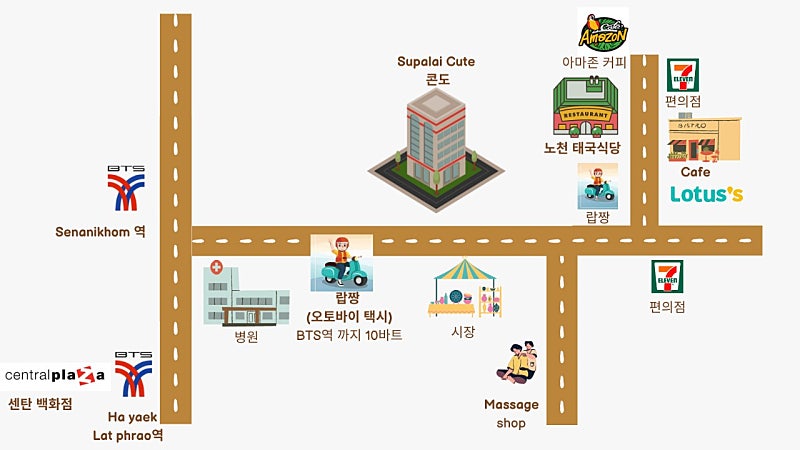 Cafe
AMAZON
아마존 커피
Supalai Cute
콘도
7
ELEVEN
편의점
RESTAURANT
노천 태국식당
BISTRO
Cafe
Lotus's
BTS
Senanikhom 역
랍짱
병원
랍짱
(오토바이 택시)
BTS역 까지 10바트
시장
7
ELEVEN
편의점
centralplaza
센탄 백화점
BTS
Ha yaek
Lat phrao역
Massage
shop